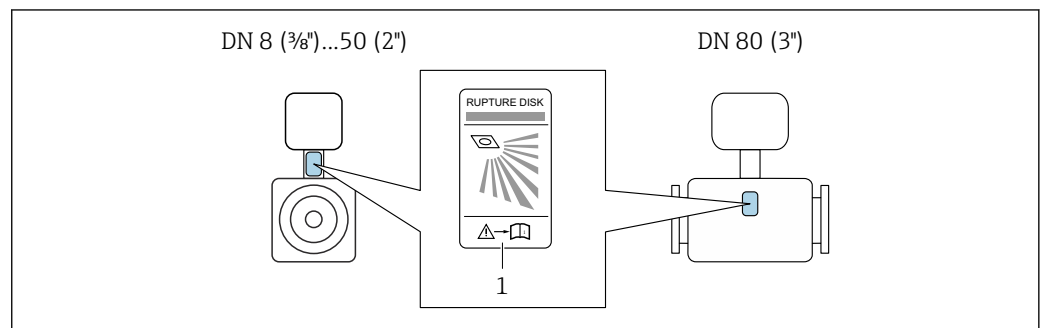 DN 8 (⅜")...50 (2")
DN 80 (3")
RUPTURE DISK
i
1